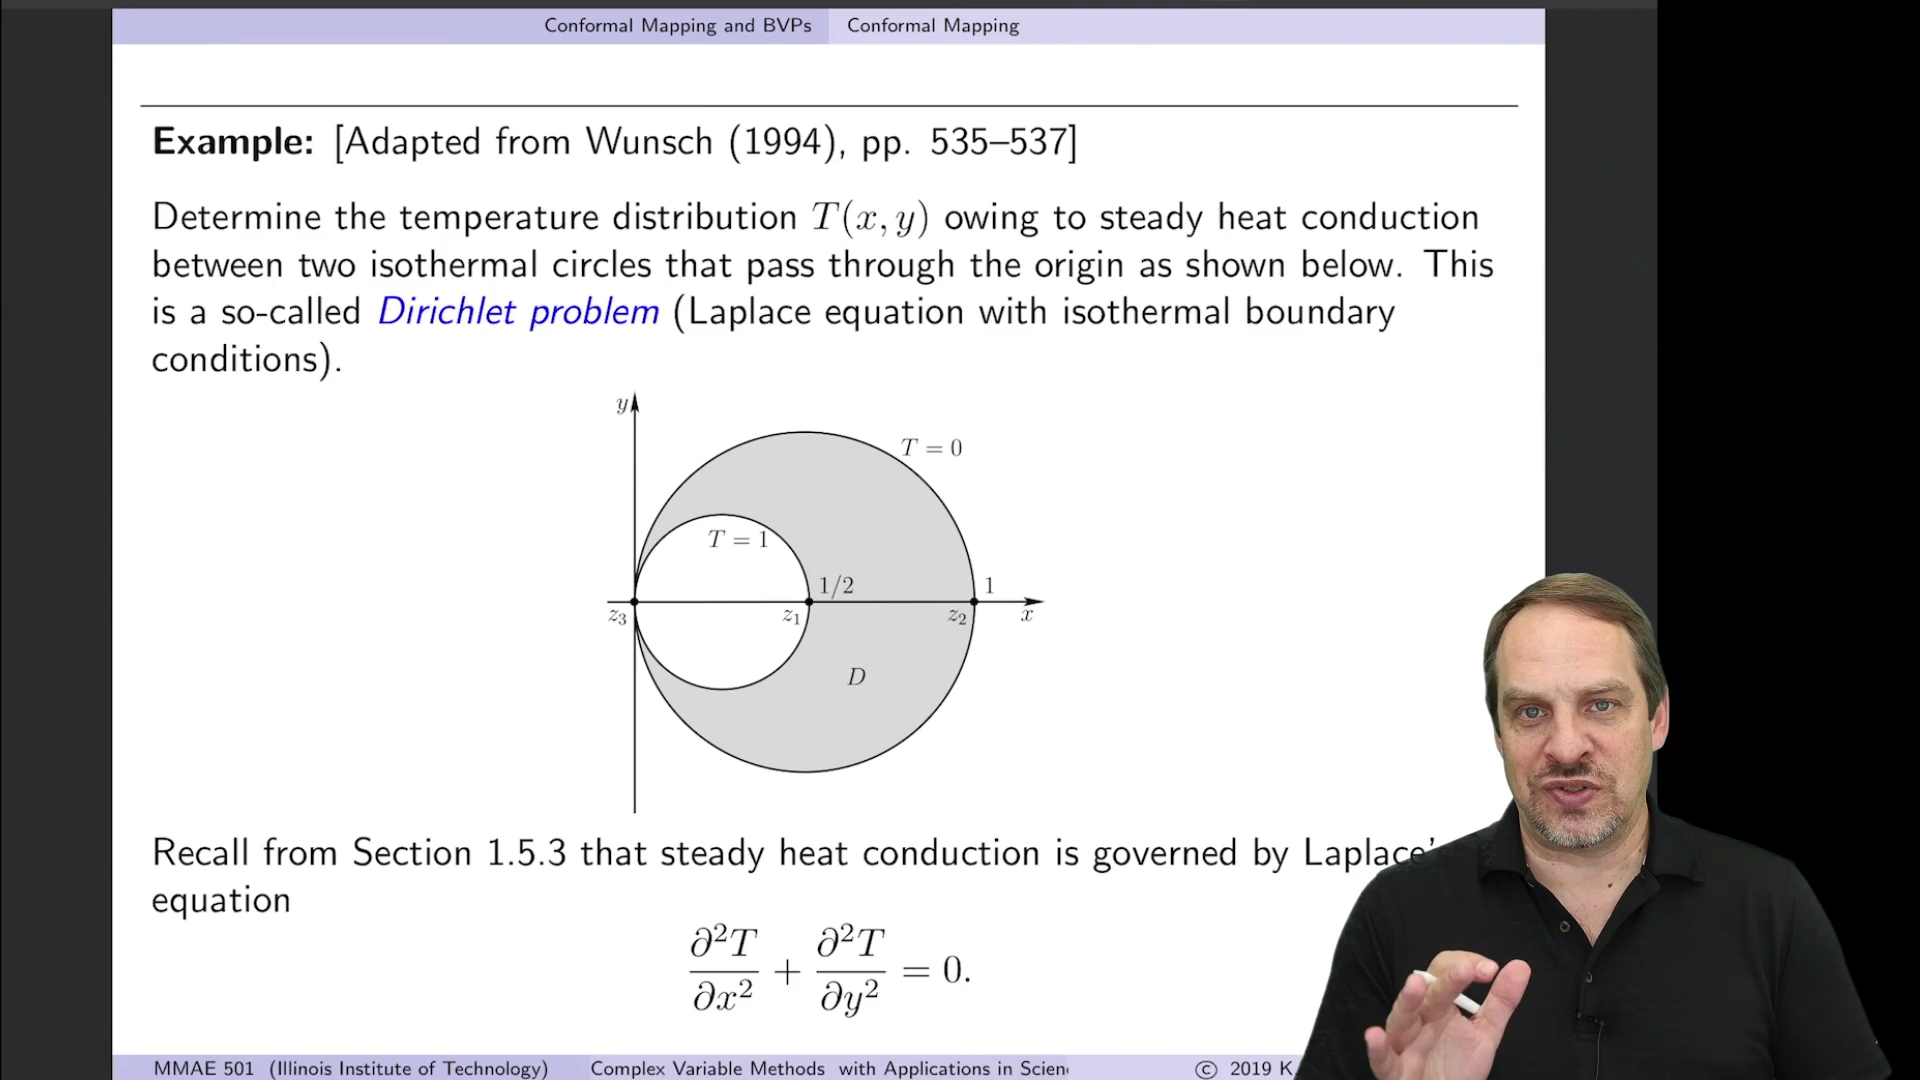 Conformal Mapping and BVPs Conformal Mapping
Example: [Adapted from Wunsch (1994), pp. 535–537]
Determine the temperature distribution T(x, y) owing to steady heat conduction
between two isothermal circles that pass through the origin as shown below. This
is a so-called Dirichlet problem (Laplace equation with isothermal boundary
conditions).
y
T = 0
T = 1
1/2
1
z₃
z₁
z₂
x
D
Recall from Section 1.5.3 that steady heat conduction is governed by Laplace'
equation
∂²T/∂x² + ∂²T/∂y² = 0.
MMAE 501 (Illinois Institute of Technology) Complex Variable Methods with Applications in © 2019 K.